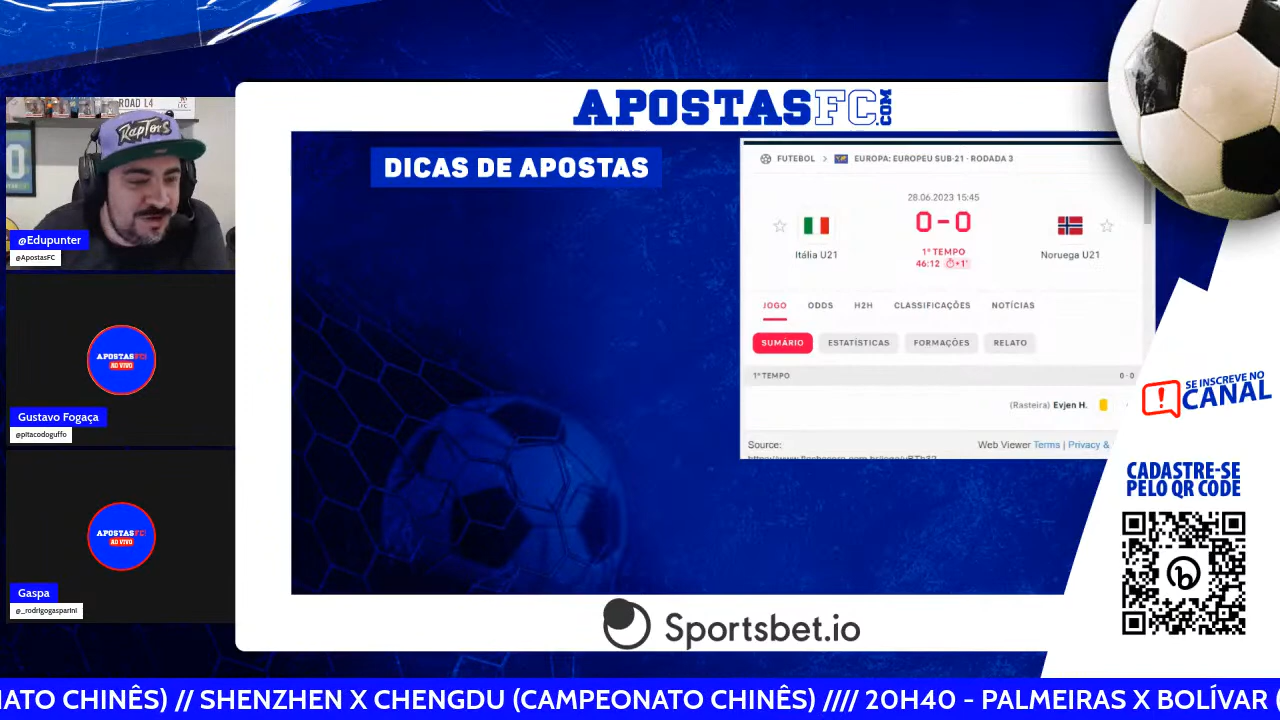 ROAD L4
RAPTORS
@Edupunter
@ApostasFC
APOSTASFC!
AO VIVO
Gustavo Fogaça
@pitacodoguffo
APOSTASFC!
AO VIVO
Gaspa
@_rodrigogasparini
APOSTASFC.COM
DICAS DE APOSTAS
FUTEBOL > EUROPA: EUROPEU SUB-21 - RODADA 3
28.06.2023 15:45
0-0
1º TEMPO
46:12 +1'
Itália U21
Noruega U21
JOGO ODDS H2H CLASSIFICAÇÕES NOTÍCIAS
SUMÁRIO ESTATÍSTICAS FORMAÇÕES RELATO
1º TEMPO 0 - 0
(Rasteira) Evjen H.
Source: Web Viewer Terms | Privacy &
SE INSCREVE NO
CANAL
CADASTRE-SE
PELO QR CODE
b
Sportsbet.io
NATO CHINÊS) // SHENZHEN X CHENGDU (CAMPEONATO CHINÊS) //// 20H40 - PALMEIRAS X BOLÍVAR (